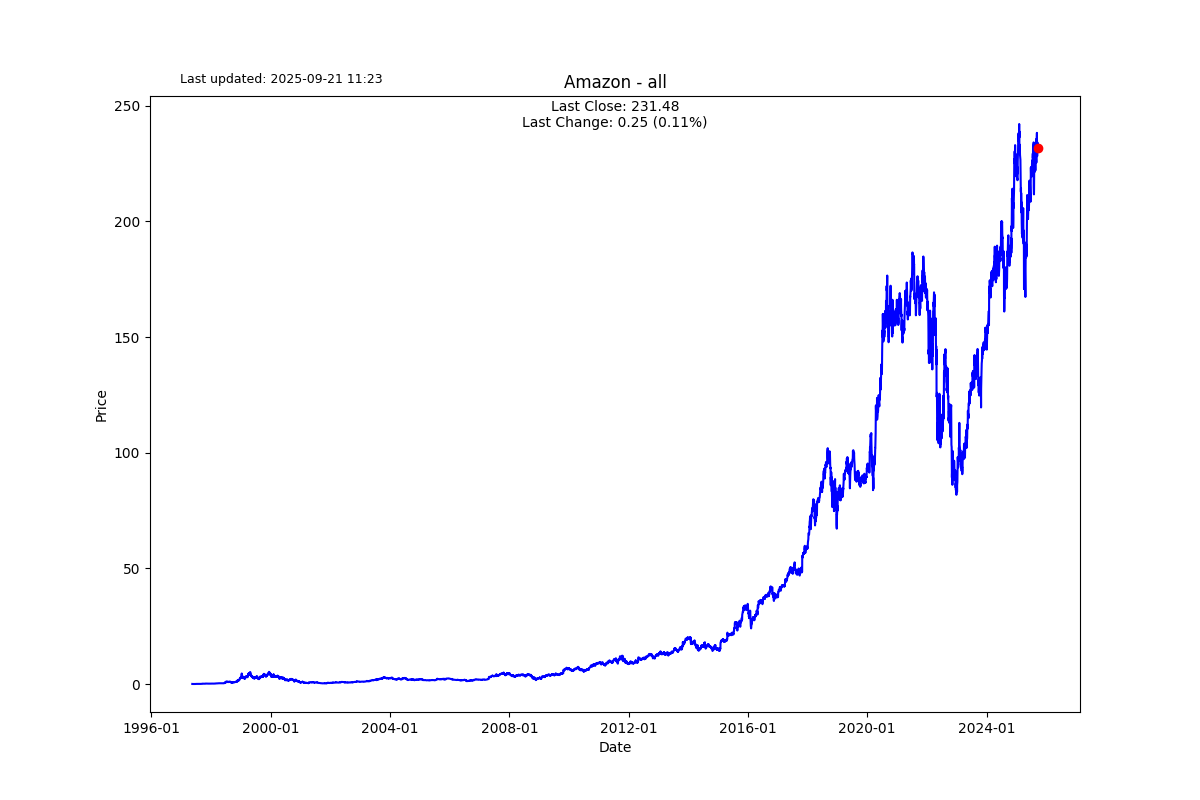 Last updated: 2025-09-21 11:23
Amazon - all
Last Close: 231.48
Last Change: 0.25 (0.11%)
250
200
150
100
50
0
Price
1996-01
2000-01
2004-01
2008-01
2012-01
2016-01
2020-01
2024-01
Date